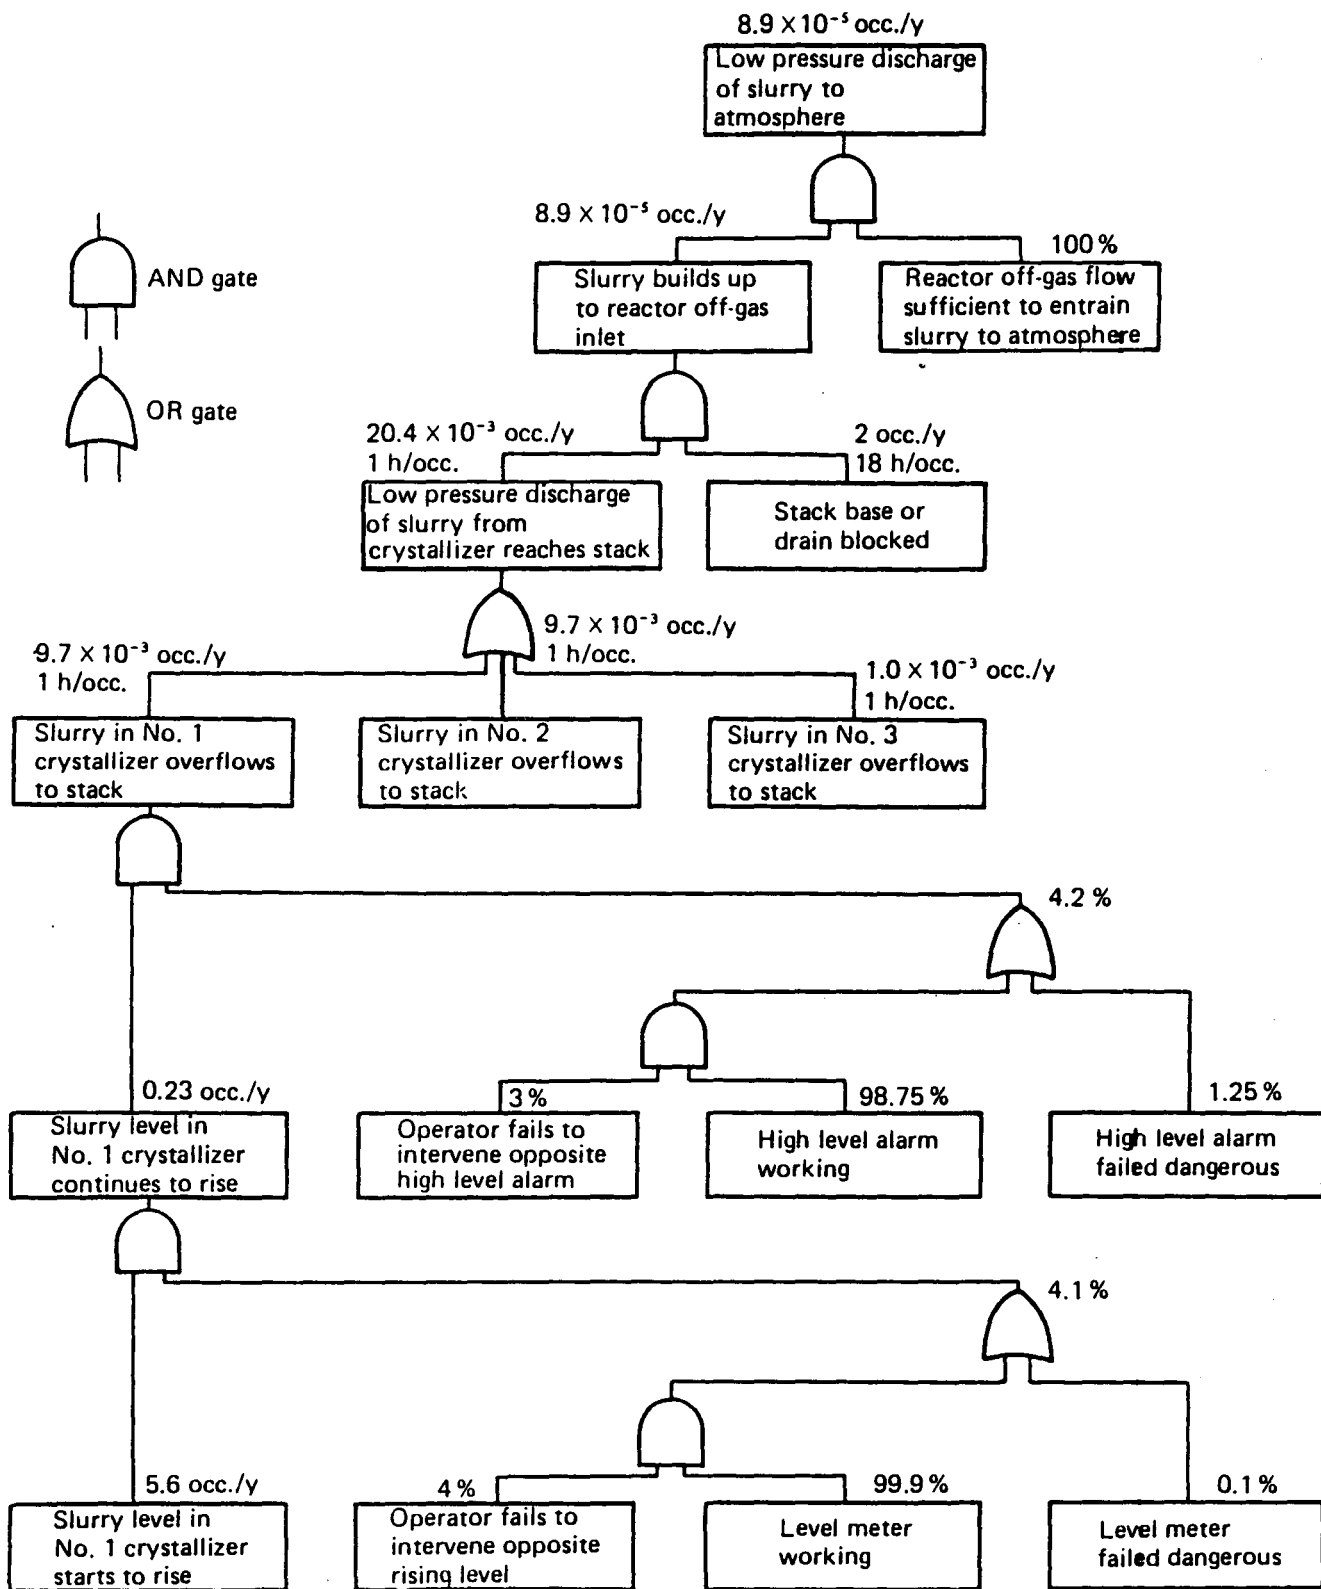 8.9 × 10⁻⁵ occ./y
Low pressure discharge
of slurry to
atmosphere
8.9 × 10⁻⁵ occ./y
100 %
Slurry builds up
to reactor off-gas
inlet
Reactor off-gas flow
sufficient to entrain
slurry to atmosphere
AND gate
OR gate
20.4 × 10⁻³ occ./y
1 h/occ.
2 occ./y
18 h/occ.
Low pressure discharge
of slurry from
crystallizer reaches stack
Stack base or
drain blocked
9.7 × 10⁻³ occ./y
1 h/occ.
9.7 × 10⁻³ occ./y
1 h/occ.
1.0 × 10⁻³ occ./y
1 h/occ.
Slurry in No. 1
crystallizer overflows
to stack
Slurry in No. 2
crystallizer overflows
to stack
Slurry in No. 3
crystallizer overflows
to stack
4.2 %
0.23 occ./y
3 %
98.75 %
1.25 %
Slurry level in
No. 1 crystallizer
continues to rise
Operator fails to
intervene opposite
high level alarm
High level alarm
working
High level alarm
failed dangerous
4.1 %
5.6 occ./y
4 %
99.9 %
0.1 %
Slurry level in
No. 1 crystallizer
starts to rise
Operator fails to
intervene opposite
rising level
Level meter
working
Level meter
failed dangerous